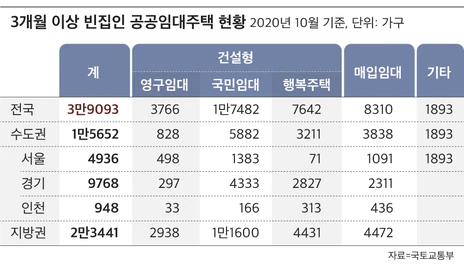 3개월 이상 빈집인 공공임대주택 현황 2020년 10월 기준, 단위: 가구
계 건설형 매입임대 기타
영구임대 국민임대 행복주택
전국 3만9093 3766 1만7482 7642 8310 1893
수도권 1만5652 828 5882 3211 3838 1893
서울 4936 498 1383 71 1091 1893
경기 9768 297 4333 2827 2311
인천 948 33 166 313 436
지방권 2만3441 2938 1만1600 4431 4472
자료=국토교통부